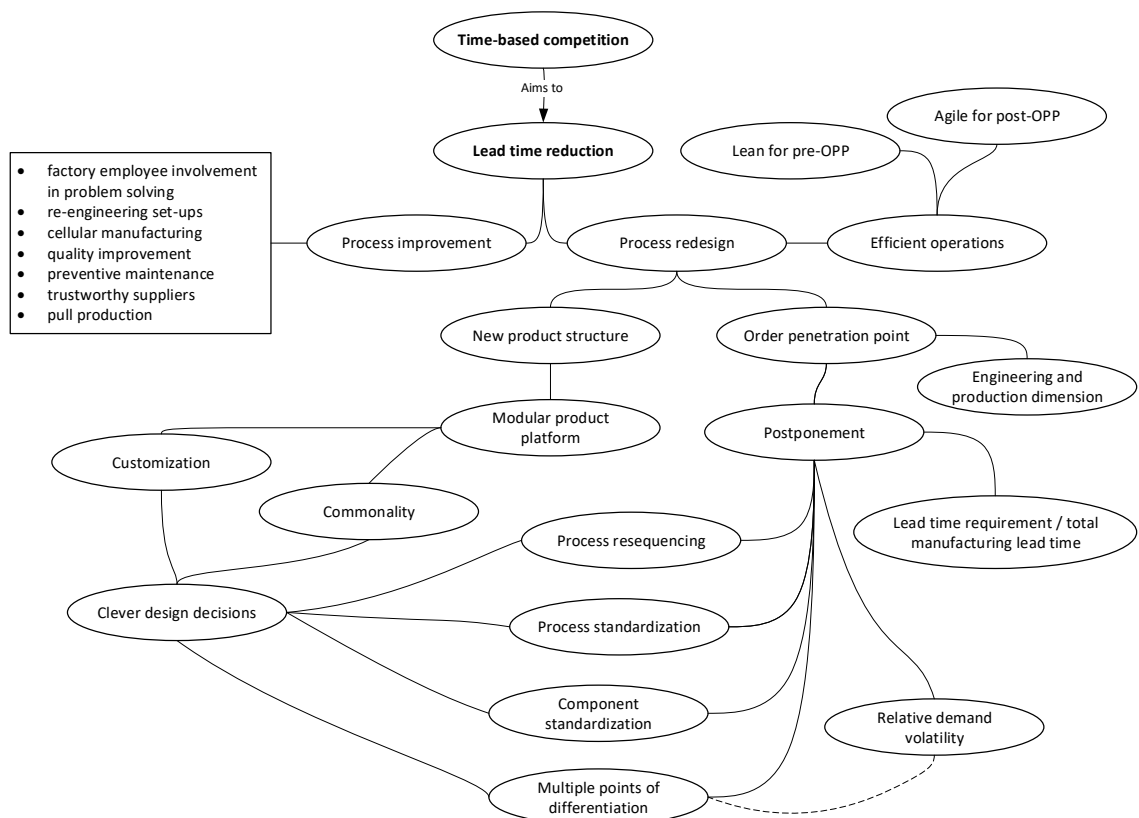 Time-based competition
Aims to
Agile for post-OPP
Lean for pre-OPP
Lead time reduction
• factory employee involvement
in problem solving
• re-engineering set-ups
• cellular manufacturing
• quality improvement
• preventive maintenance
• trustworthy suppliers
• pull production
Process improvement
Process redesign
Efficient operations
New product structure
Order penetration point
Engineering and
production dimension
Modular product
platform
Postponement
Customization
Commonality
Process resequencing
Lead time requirement / total
manufacturing lead time
Clever design decisions
Process standardization
Component
standardization
Relative demand
volatility
Multiple points of
differentiation